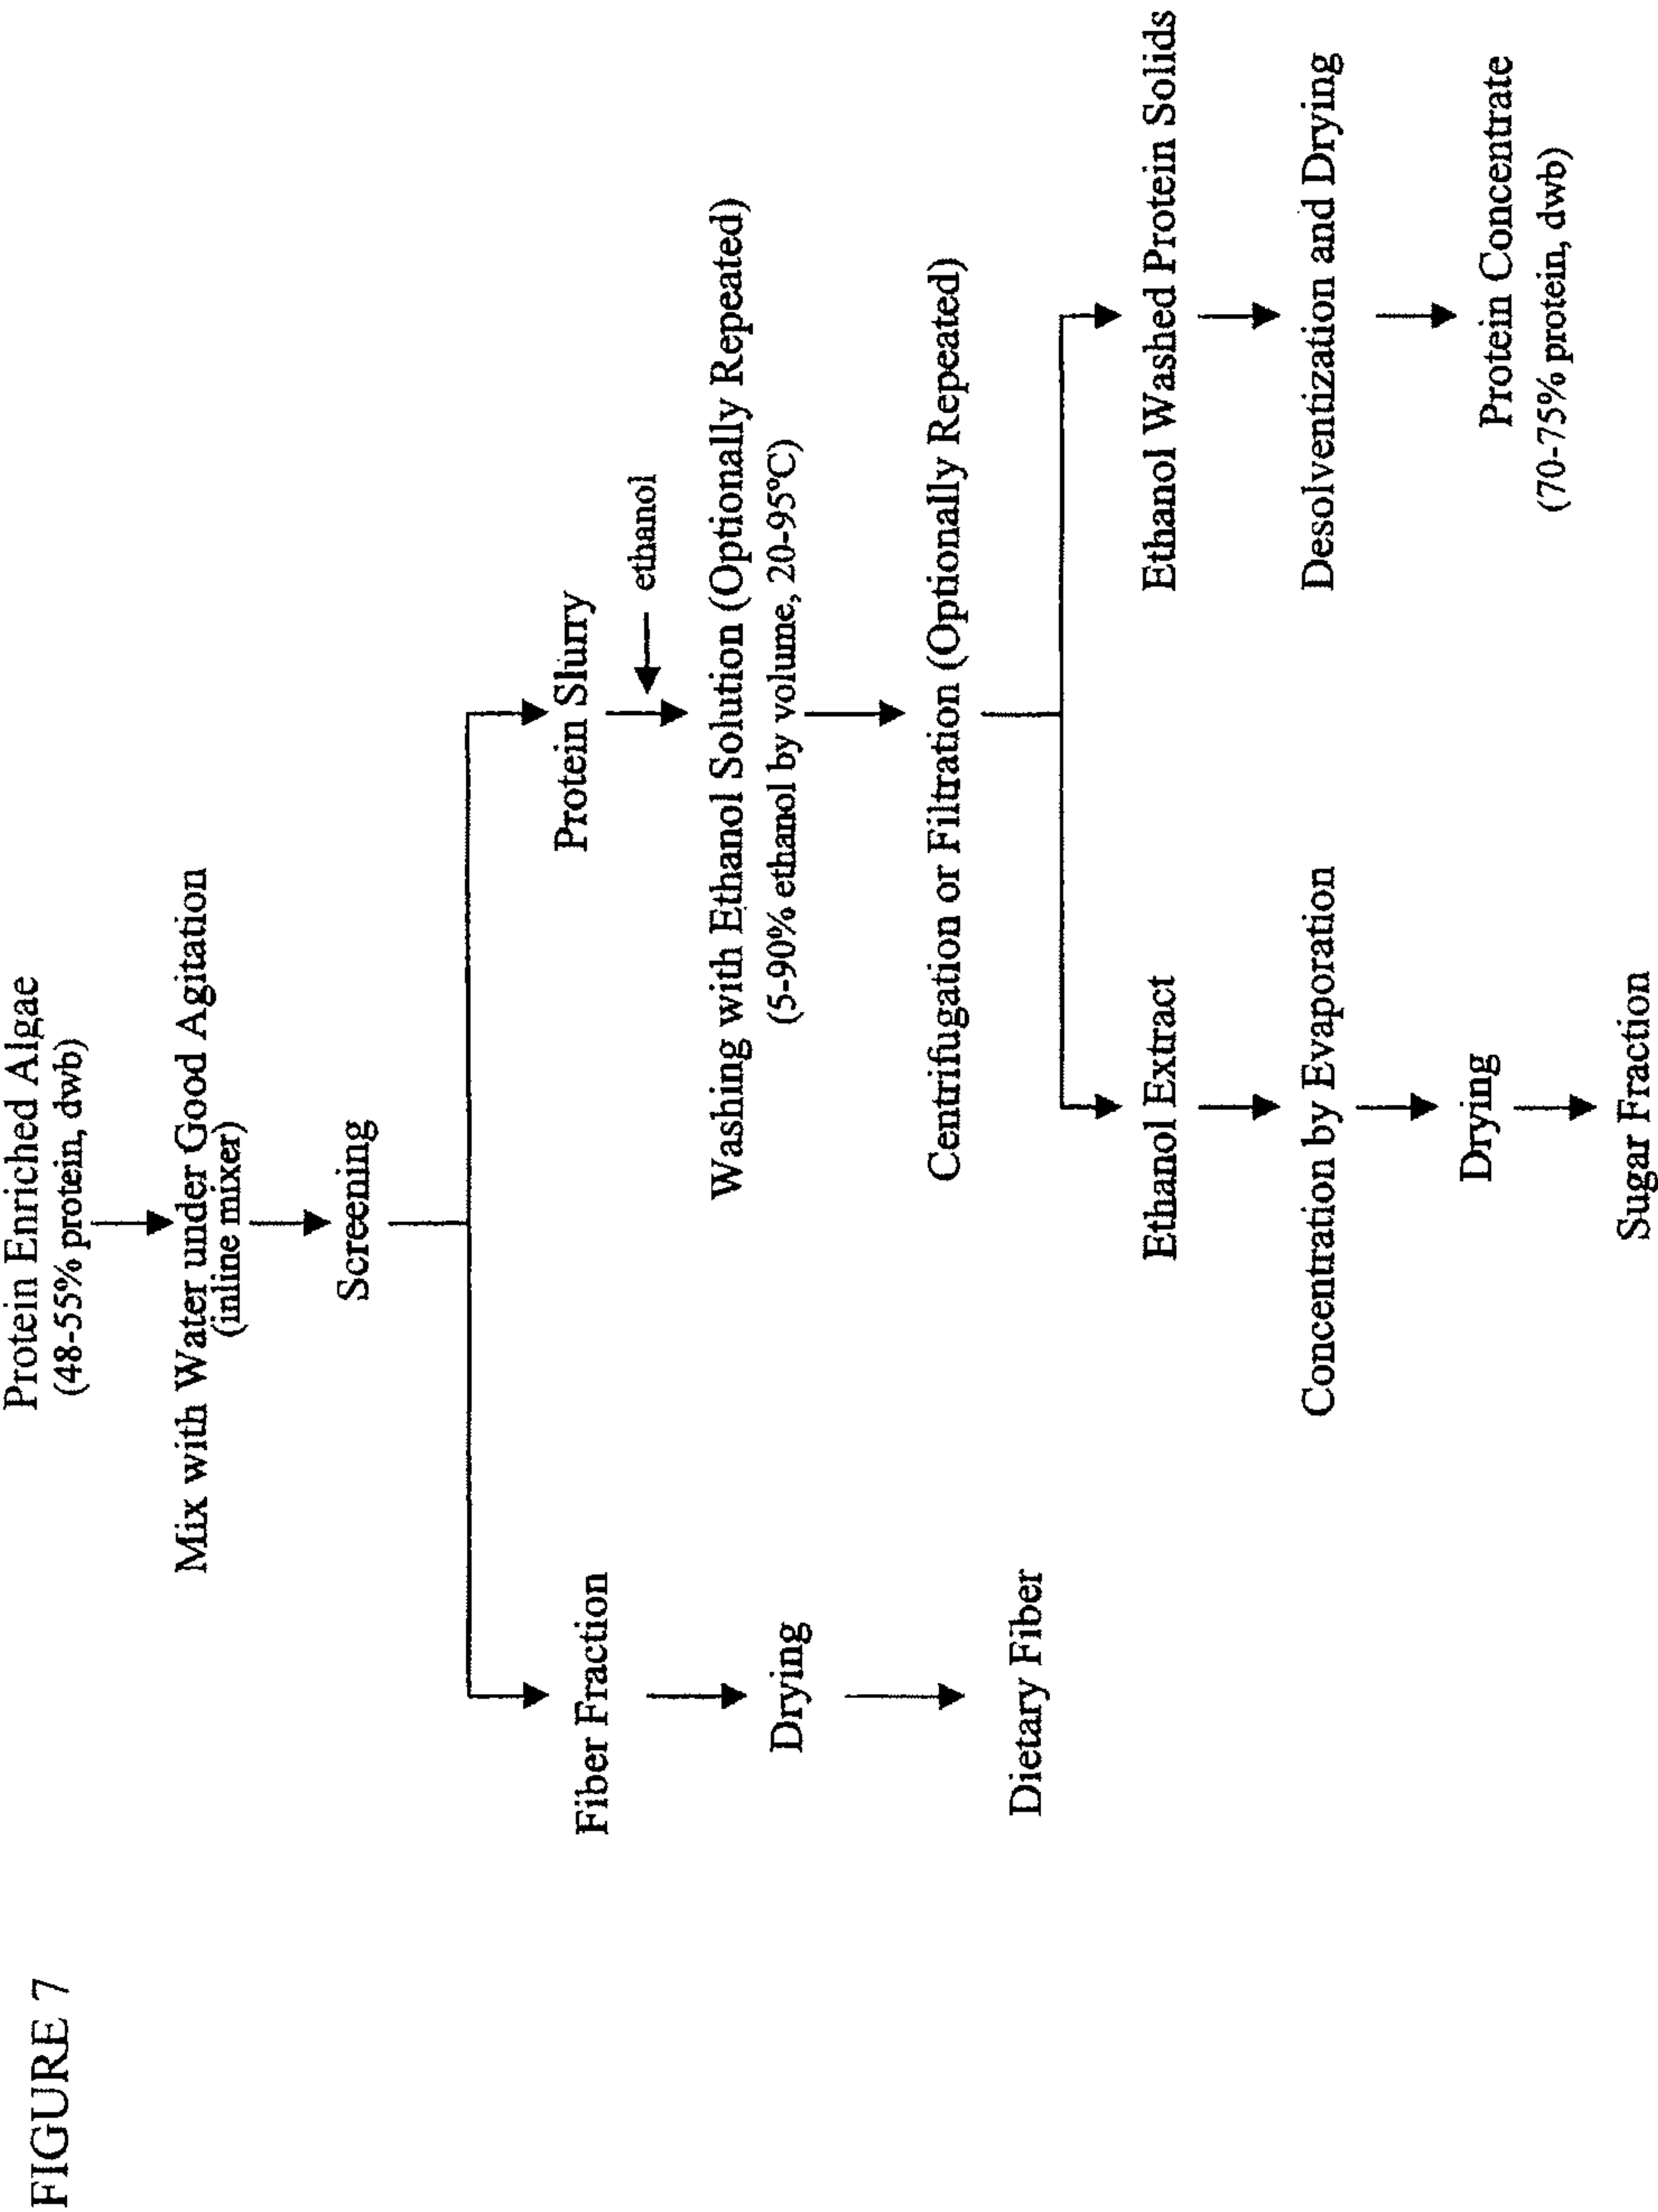 FIGURE 7
Protein Enriched Algae
(48-55% protein, dwb)
Mix with Water under Good Agitation
(inline mixer)
Screening
Fiber Fraction
Drying
Dietary Fiber
Protein Slurry
ethanol
Washing with Ethanol Solution (Optionally Repeated)
(5-90% ethanol by volume, 20-95°C)
Centrifugation or Filtration (Optionally Repeated)
Ethanol Extract
Concentration by Evaporation
Drying
Sugar Fraction
Ethanol Washed Protein Solids
Desolventization and Drying
Protein Concentrate
(70-75% protein, dwb)